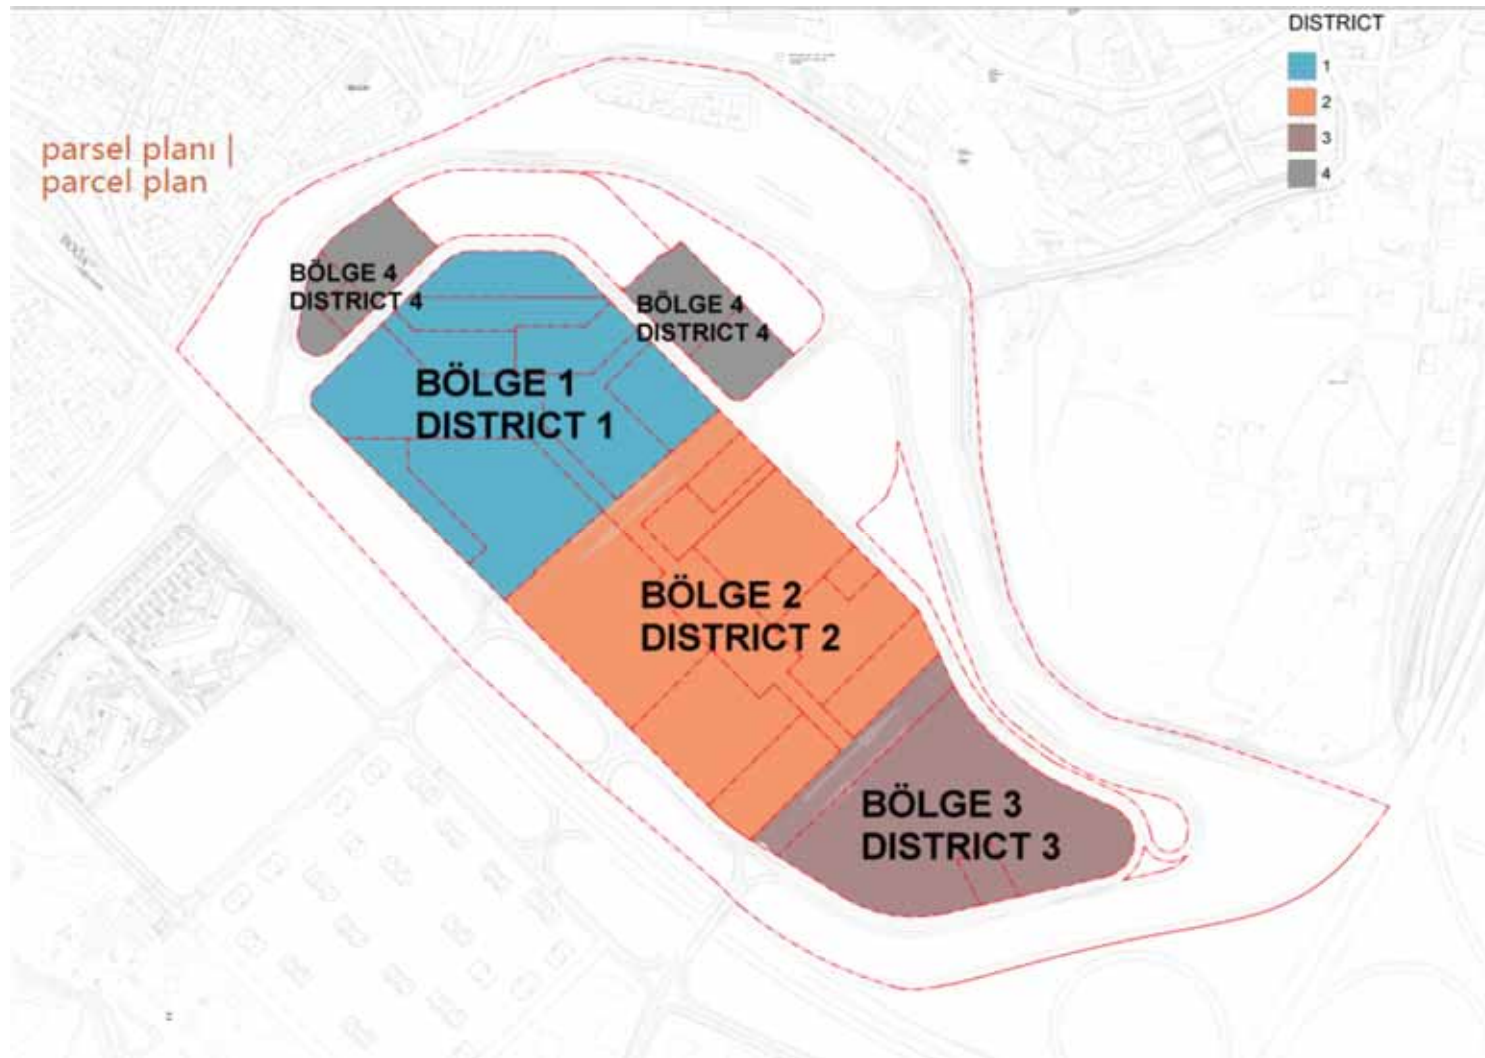 DISTRICT
1
2
3
4
parsel planı |
parcel plan
BÖLGE 4
DISTRICT 4
BÖLGE 4
DISTRICT 4
BÖLGE 1
DISTRICT 1
BÖLGE 2
DISTRICT 2
BÖLGE 3
DISTRICT 3